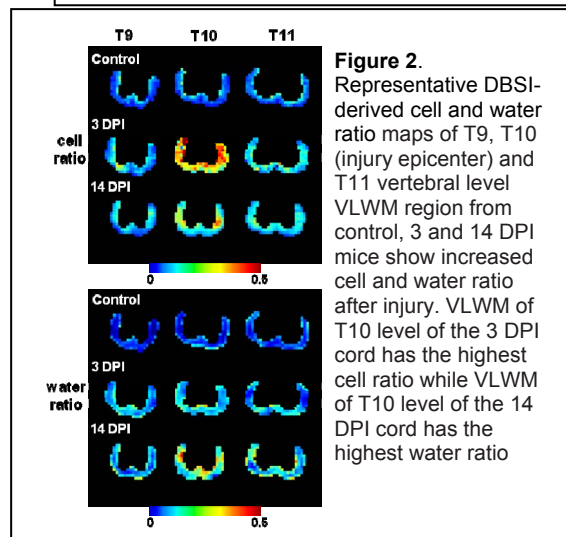 T9 T10 T11
Control
3 DPI
cell
ratio
14 DPI
0 0.5
Control
3 DPI
water
ratio
14 DPI
0 0.5
Figure 2.
Representative DBSI-
derived cell and water
ratio maps of T9, T10
(injury epicenter) and
T11 vertebral level
VLWM region from
control, 3 and 14 DPI
mice show increased
cell and water ratio
after injury. VLWM of
T10 level of the 3 DPI
cord has the highest
cell ratio while VLWM
of T10 level of the 14
DPI cord has the
highest water ratio